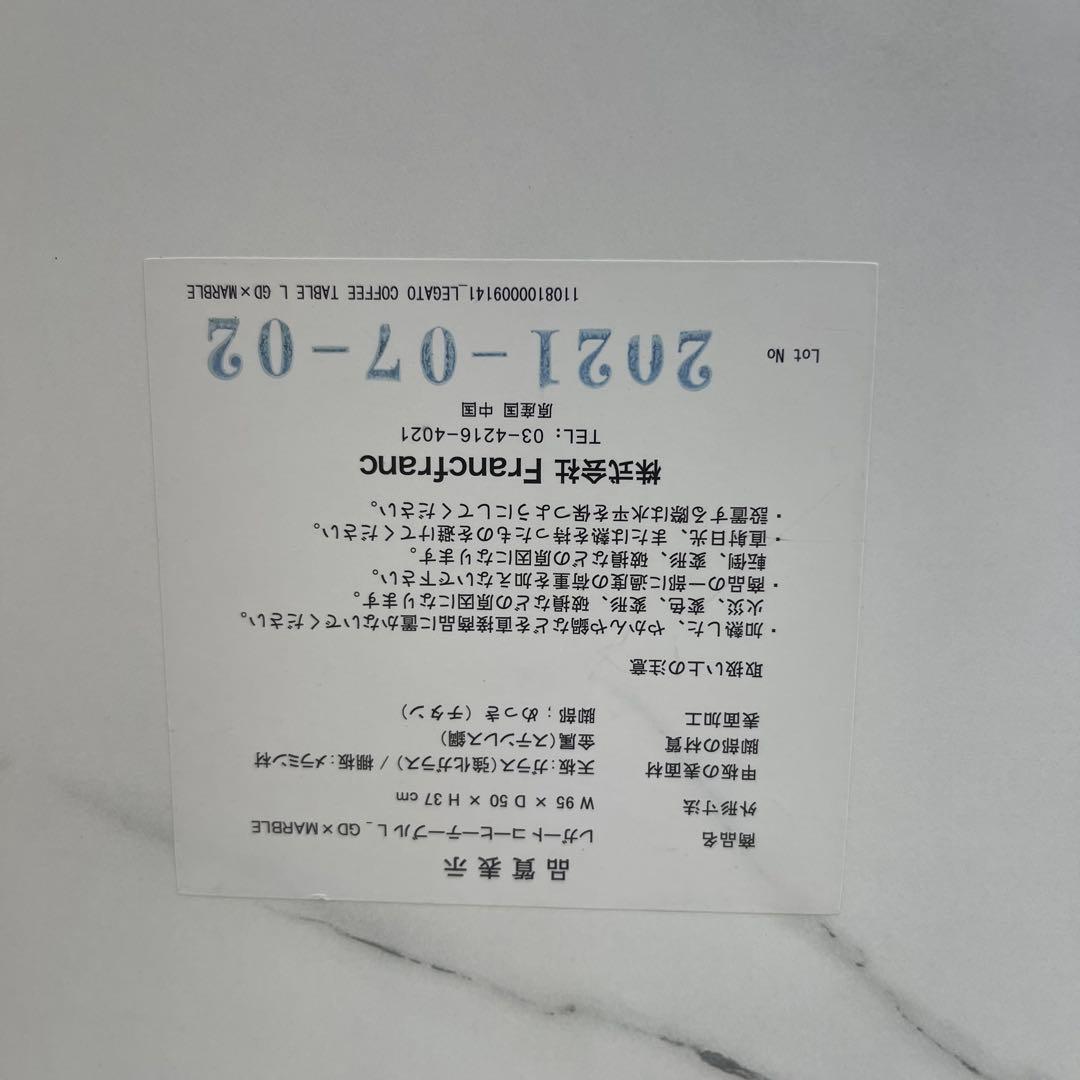 品質表示
商品名 レガートコーヒーテーブル L _ GD×MARBLE
外形寸法 W 95 × D 50 × H 37 cm
甲板の表面材 天板:ガラス(強化ガラス) / 棚板:メラミン材
脚部の材質 金属(ステンレス鋼)
表面加工 脚部；めっき（チタン）
取扱い上の注意
・加熱した、やかんや鍋などを直接商品に置かないでください。
火災、変色、変形、破損などの原因になります。
・商品の一部に過度の荷重を加えないで下さい。
転倒、変形、破損などの原因になります。
・直射日光、または熱を持ったものを避けてください。
・設置する際は水平を保つようにしてください。
株式会社 Francfranc
TEL: 03-4216-4021
原産国 中国
Lot No 2021-07-02
1108100009141_LEGATO COFFEE TABLE L GD×MARBLE